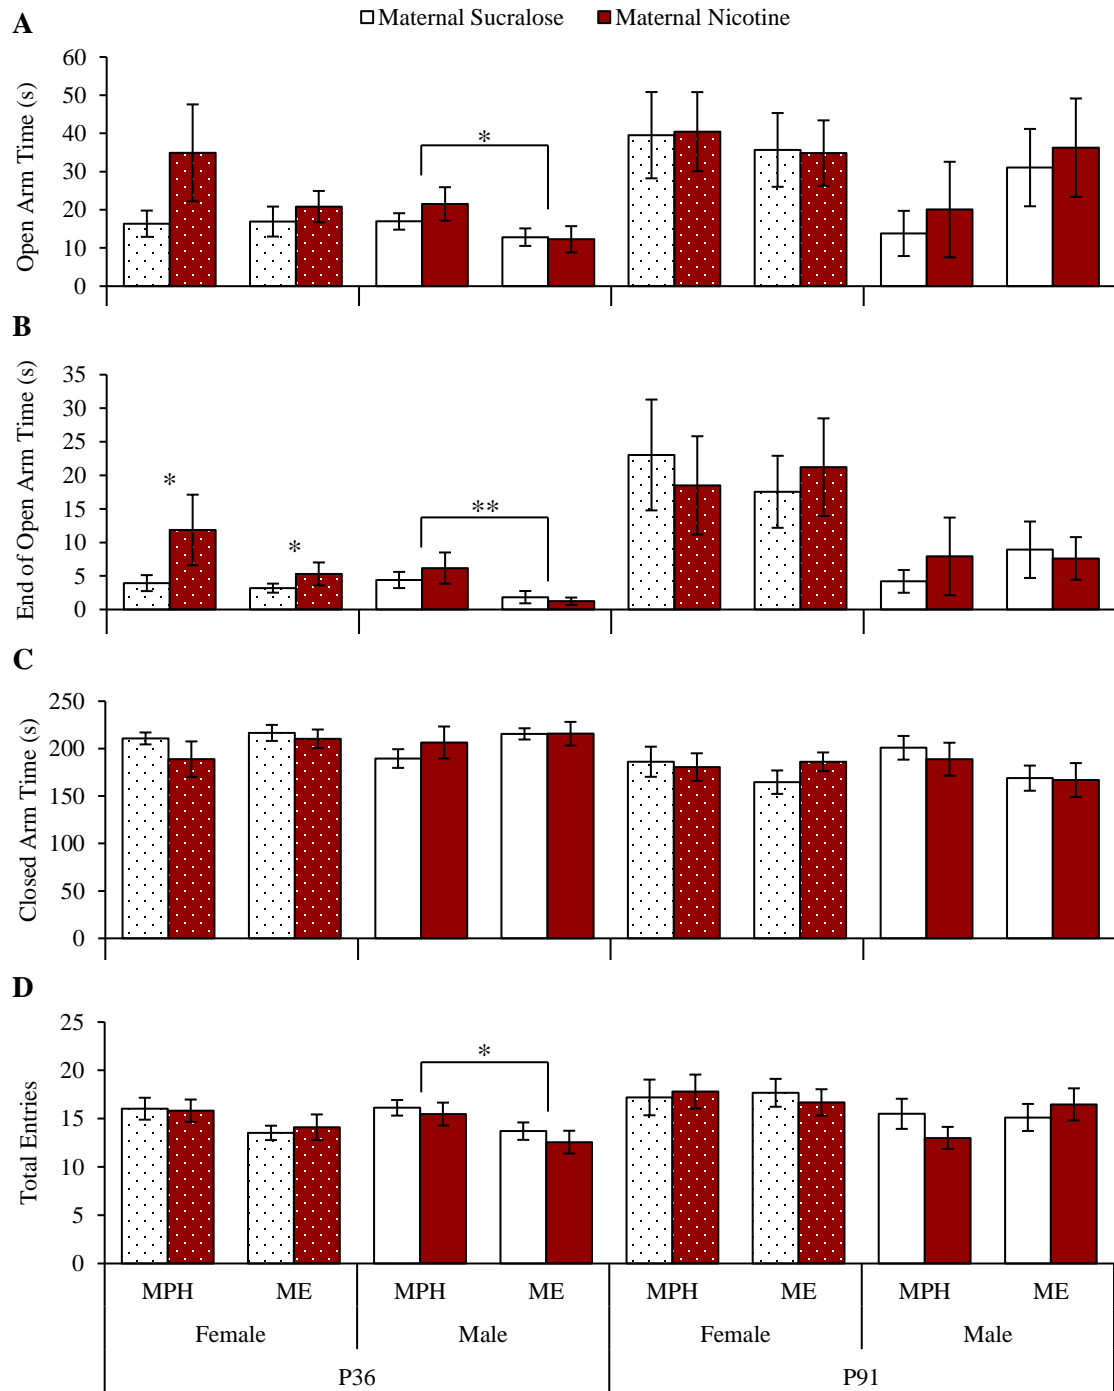 A
Maternal Sucralose Maternal Nicotine
Open Arm Time (s)
60
50
40
30
20
10
0
*
B
End of Open Arm Time (s)
35
30
25
20
15
10
5
0
*
*
**
C
Closed Arm Time (s)
250
200
150
100
50
0
D
Total Entries
25
20
15
10
5
0
*
MPH ME MPH ME MPH ME MPH ME
Female Male Female Male
P36 P91